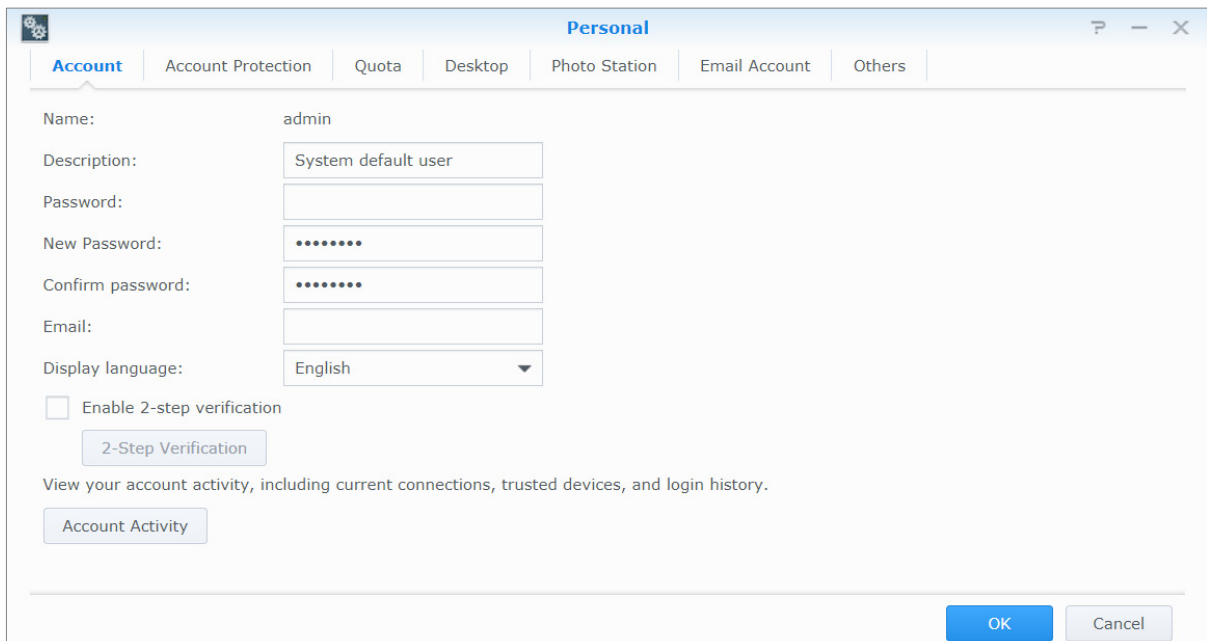 Personal
Account Account Protection Quota Desktop Photo Station Email Account Others
Name: admin
Description: System default user
Password:
New Password: ••••••••
Confirm password: ••••••••
Email:
Display language: English
Enable 2-step verification
2-Step Verification
View your account activity, including current connections, trusted devices, and login history.
Account Activity
OK Cancel